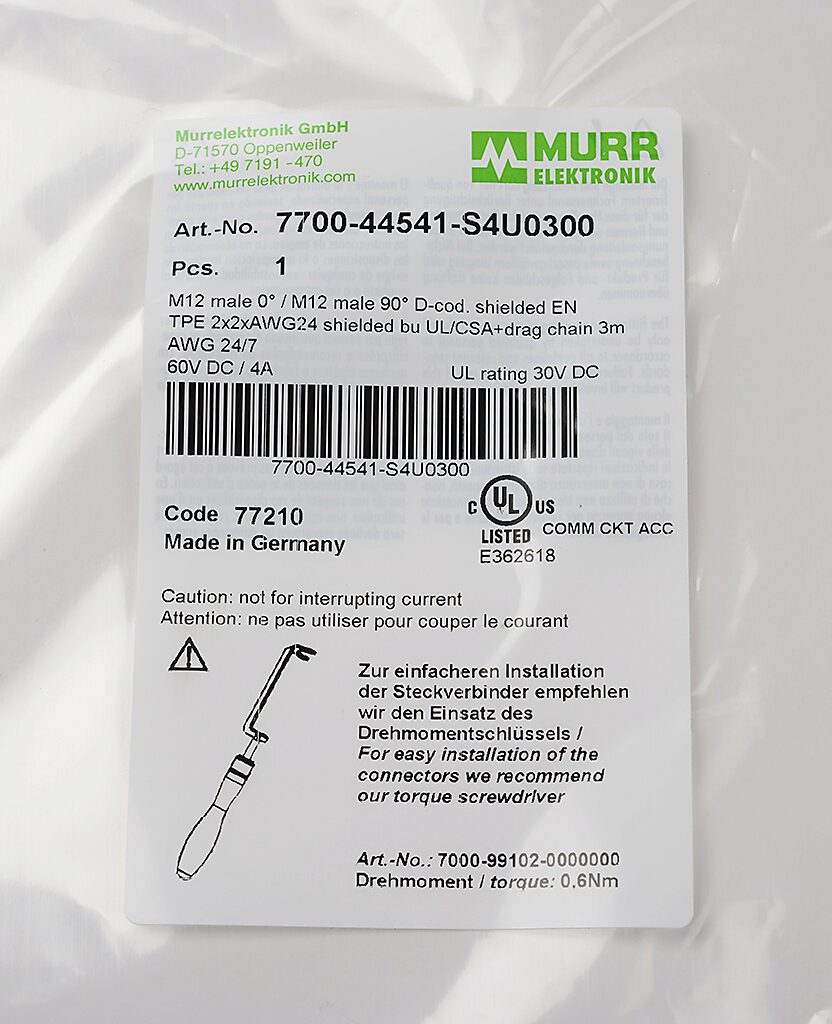 Murrelektronik GmbH
D-71570 Oppenweiler
Tel.: +49 7191 -470
www.murrelektronik.com
MURR
ELEKTRONIK
Art.-No. 7700-44541-S4U0300
Pcs. 1
M12 male 0° / M12 male 90° D-cod. shielded EN
TPE 2x2xAWG24 shielded bu UL/CSA+drag chain 3m
AWG 24/7
60V DC / 4A UL rating 30V DC
7700-44541-S4U0300
Code 77210
Made in Germany
C UL US
LISTED COMM CKT ACC
E362618
Caution: not for interrupting current
Attention: ne pas utiliser pour couper le courant
Zur einfacheren Installation
der Steckverbinder empfehlen
wir den Einsatz des
Drehmomentschlüssels /
For easy installation of the
connectors we recommend
our torque screwdriver
Art.-No.: 7000-99102-0000000
Drehmoment / torque: 0,6Nm